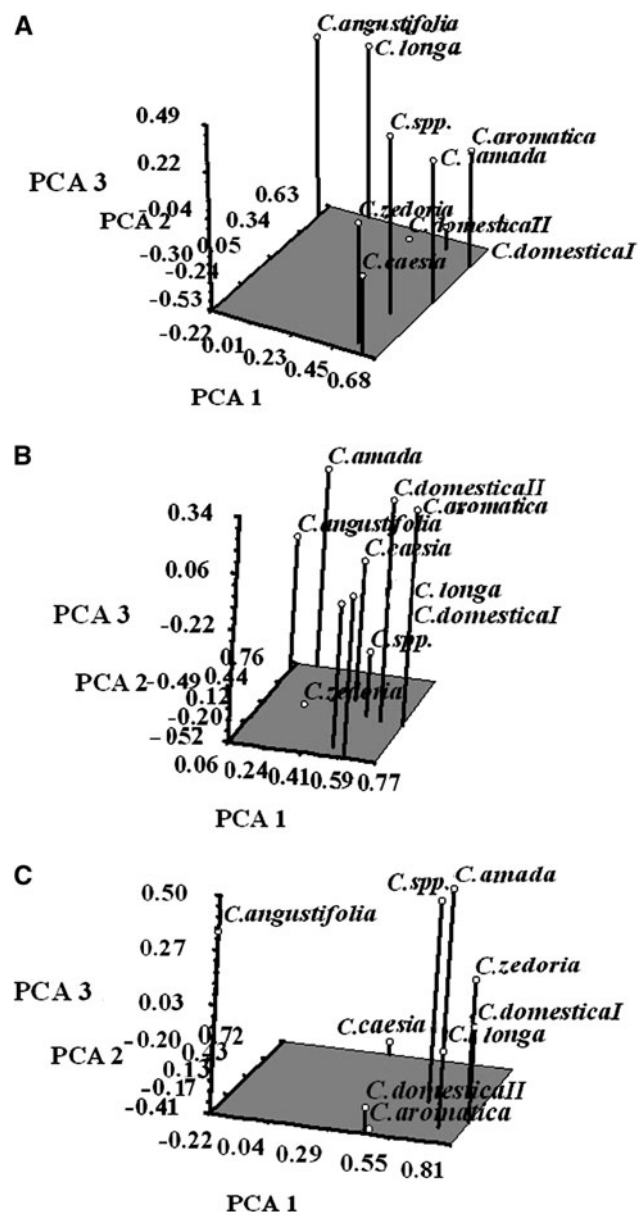 A
C.angustifolia
C. longa
0.49
C.spp.
C.aromatica
C. amada
0.22
PCA 3
0.63
C.zedoria
-0.04
PCA 2
0.34
C.domesticaII
C.domesticaI
-0.30
0.05
C.caesia
-0.24
-0.53
-0.22
0.01
0.23
0.45
0.68
PCA 1
B
C.amada
C.domesticaII
0.34
C.aromatica
C.angustifolia
C.caesia
0.06
C. longa
PCA 3
C.domesticaI
-0.22
C.spp.
0.76
PCA 2
-0.49
0.44
C.zedoria
0.12
-0.20
-0.52
0.06
0.24
0.41
0.59
0.77
PCA 1
C
C.spp.
C. amada
0.50
C.angustifolia
0.27
C.zedoria
PCA 3
0.03
C.domesticaI
C. longa
C.caesia
-0.20
0.72
PCA 2
0.43
0.13
C.domesticaII
-0.17
C.aromatica
-0.41
-0.22
0.04
0.29
0.55
0.81
PCA 1